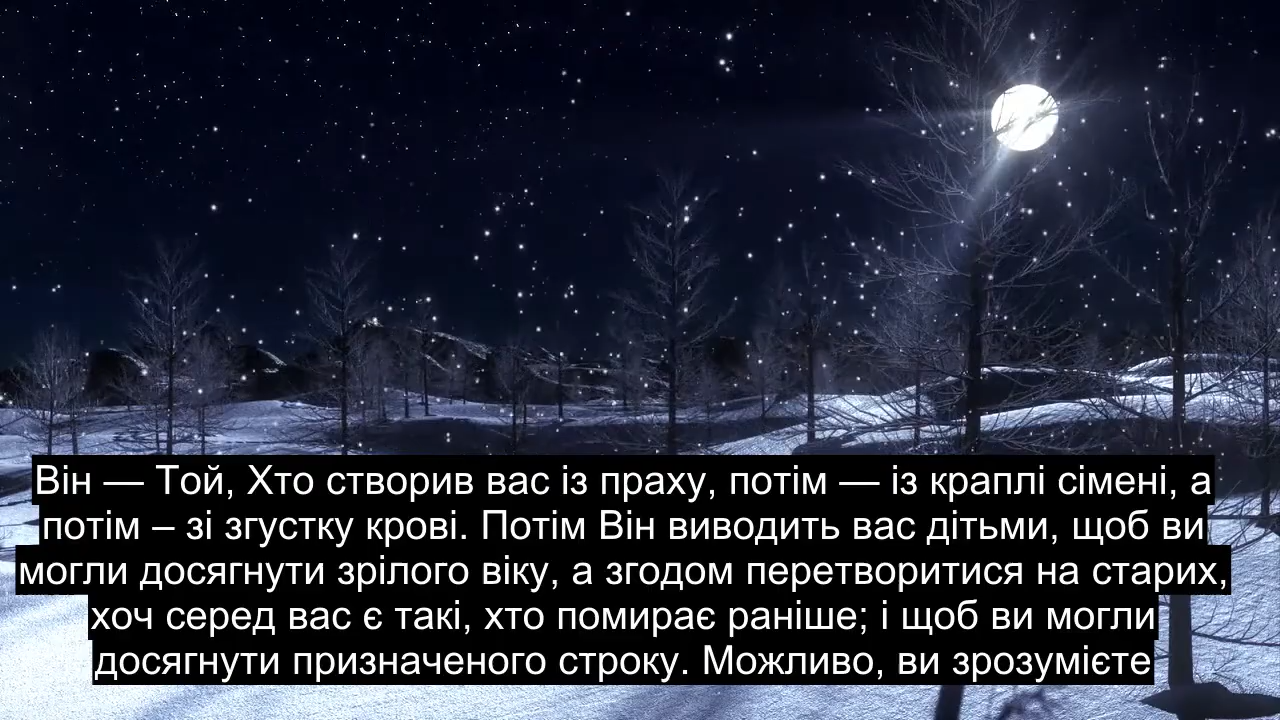 Він — Той, Хто створив вас із праху, потім — із краплі сімені, а
потім – зі згустку крові. Потім Він виводить вас дітьми, щоб ви
могли досягнути зрілого віку, а згодом перетворитися на старих,
хоч серед вас є такі, хто помирає раніше; і щоб ви могли
досягнути призначеного строку. Можливо, ви зрозумієте